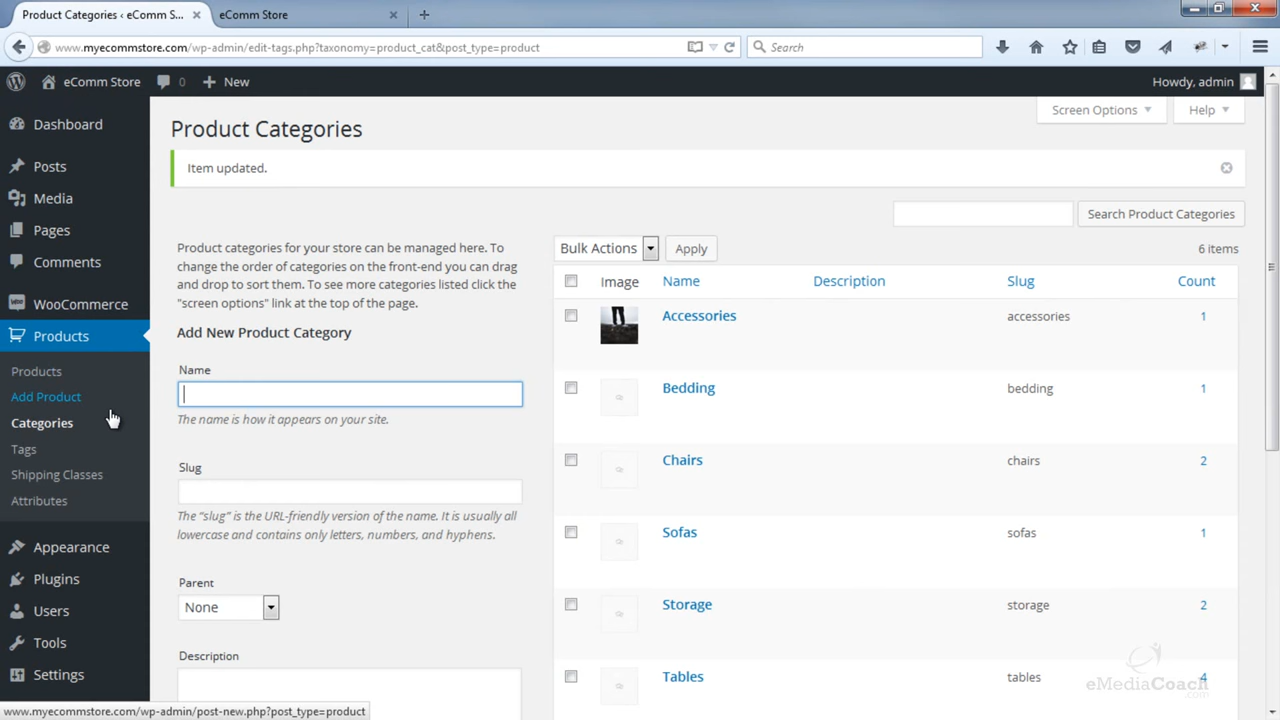 Product Categories ‹ eComm S...
eComm Store
www.myecommstore.com/wp-admin/edit-tags.php?taxonomy=product_cat&post_type=product
Search
eComm Store
0
New
Howdy, admin
Dashboard
Posts
Media
Pages
Comments
WooCommerce
Products
Products
Add Product
Categories
Tags
Shipping Classes
Attributes
Appearance
Plugins
Users
Tools
Settings
Screen Options
Help
Product Categories
Item updated.
Search Product Categories
Product categories for your store can be managed here. To
change the order of categories on the front-end you can drag
and drop to sort them. To see more categories listed click the
"screen options" link at the top of the page.
Add New Product Category
Name
The name is how it appears on your site.
Slug
The “slug” is the URL-friendly version of the name. It is usually all
lowercase and contains only letters, numbers, and hyphens.
Parent
None
Description
Bulk Actions
Apply
6 items
Image Name Description Slug Count
Accessories accessories 1
Bedding bedding 1
Chairs chairs 2
Sofas sofas 1
Storage storage 2
Tables tables 4
eMediaCoach
www.myecommstore.com/wp-admin/post-new.php?post_type=product